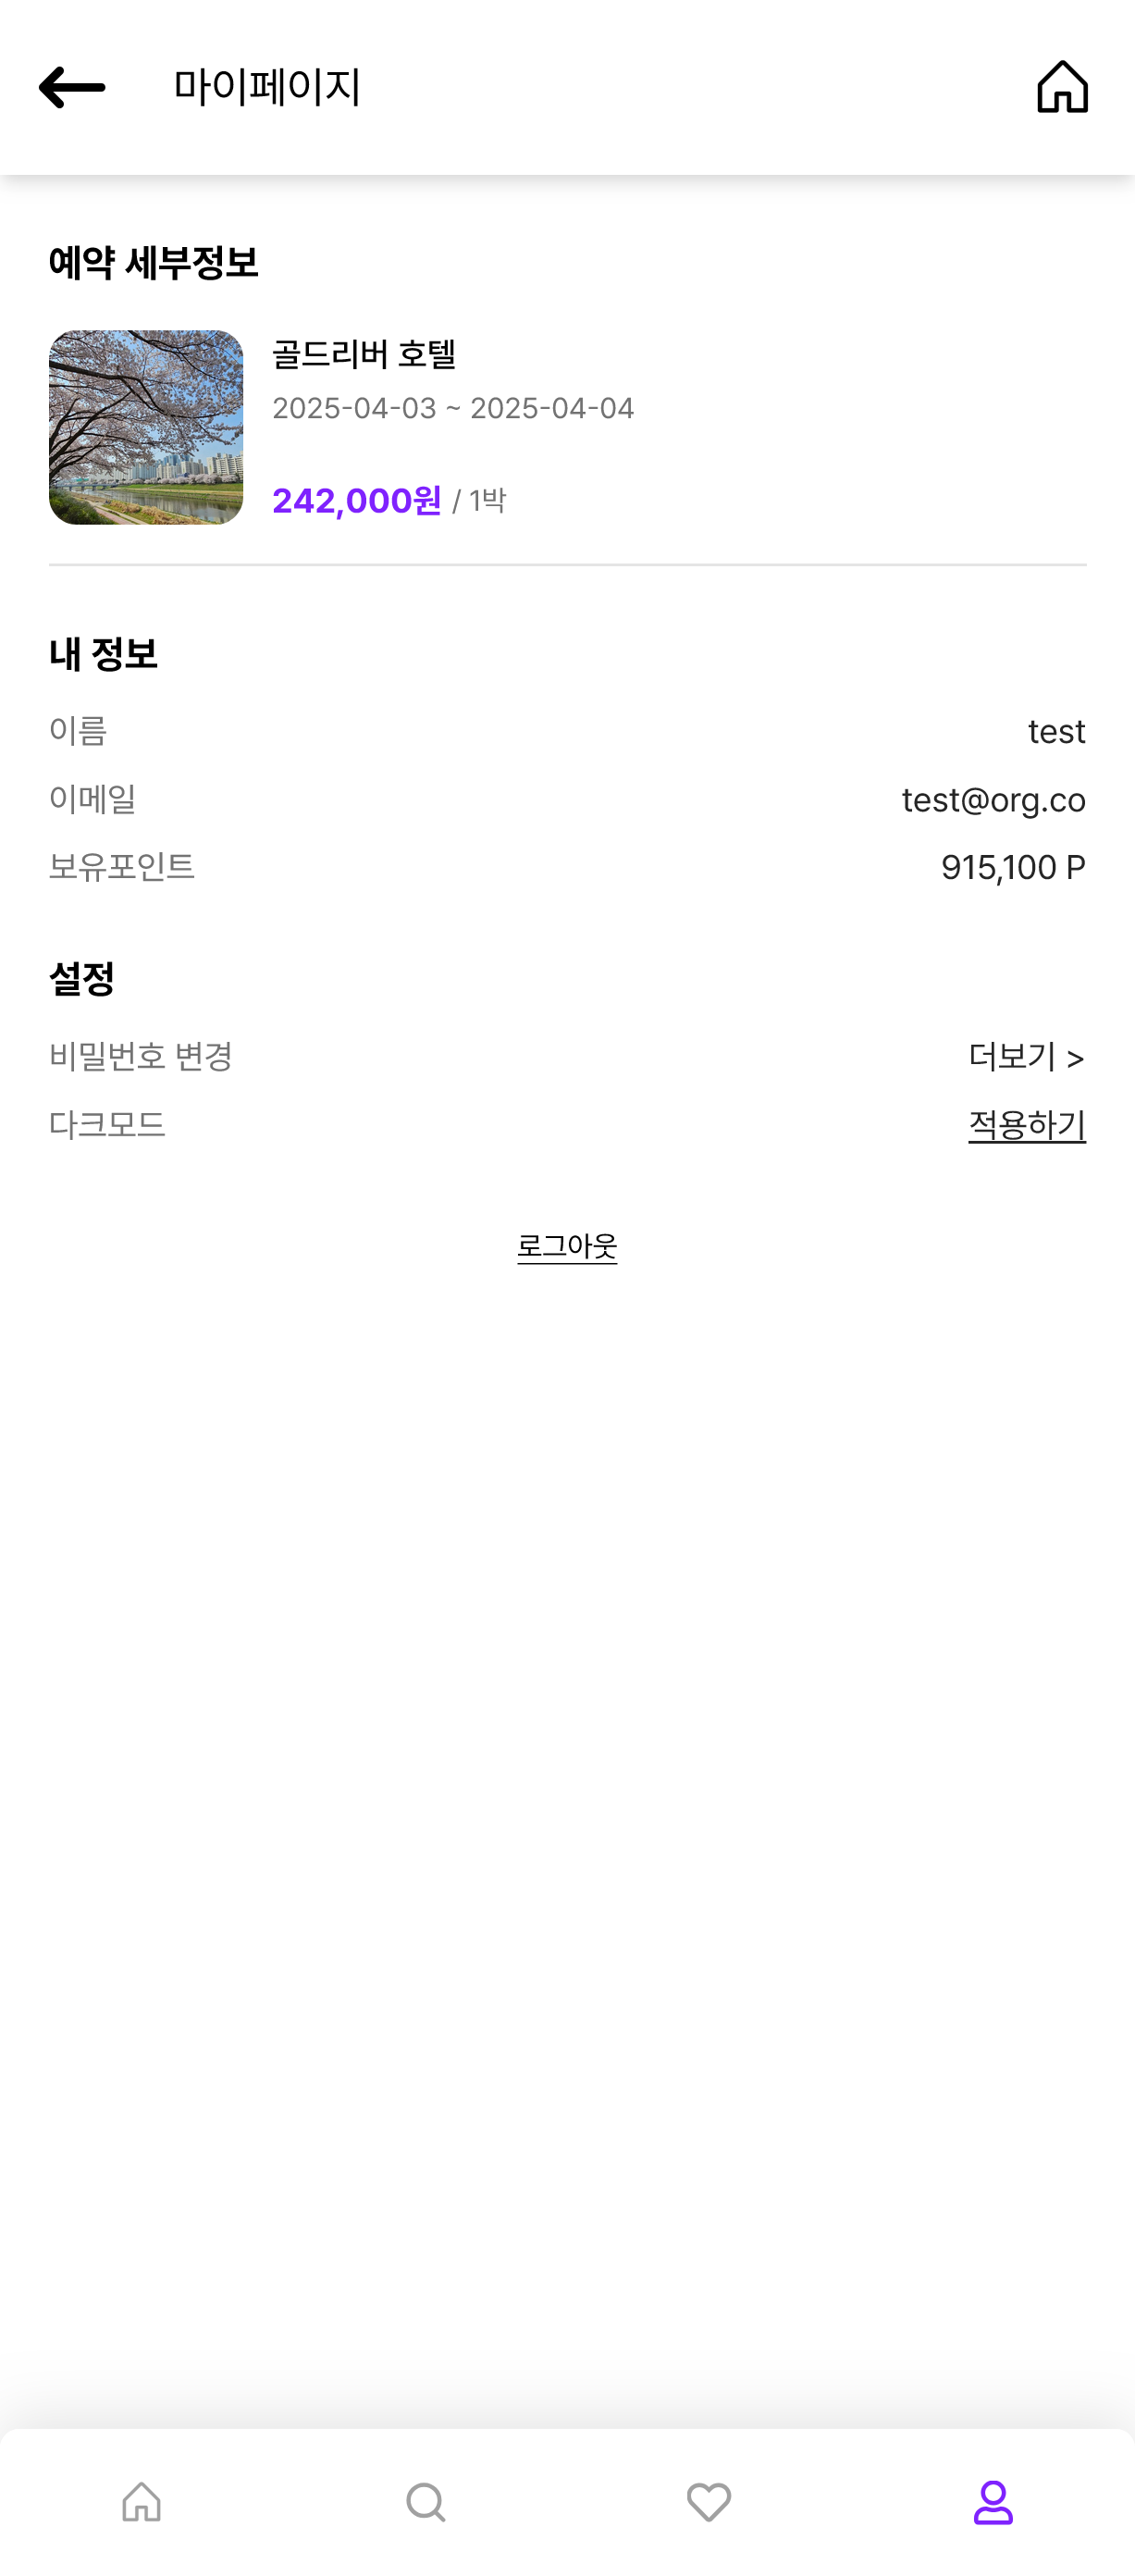 마이페이지
예약 세부정보
골드리버 호텔
2025-04-03 ~ 2025-04-04
242,000원 / 1박
내 정보
이름 test
이메일 test@org.co
보유포인트 915,100 P
설정
비밀번호 변경 더보기 >
다크모드 적용하기
로그아웃